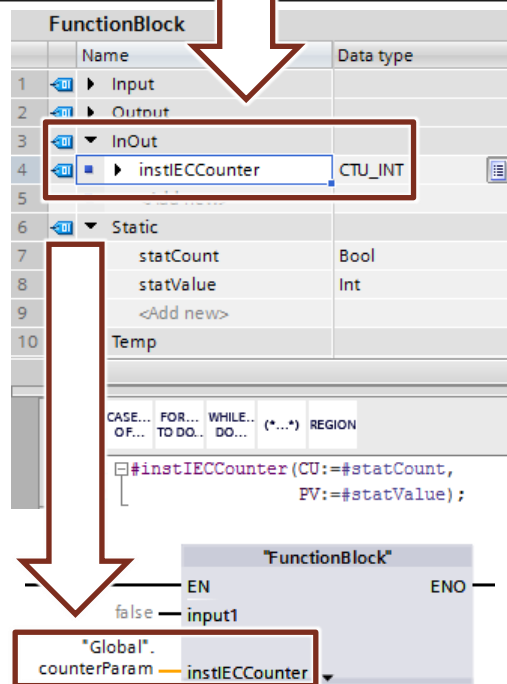 FunctionBlock
Name Data type
1 Input
2 Output
3 InOut
4 instIECCounter CTU_INT
5 <Add new>
6 Static
7 statCount Bool
8 statValue Int
9 <Add new>
10 Temp
CASE... FOR... WHILE.. (*...*) REGION
OF... TO DO.. DO...
#instIECCounter(CU:=#statCount,
PV:=#statValue);
"FunctionBlock"
EN ENO
false input1
"Global".
counterParam instIECCounter